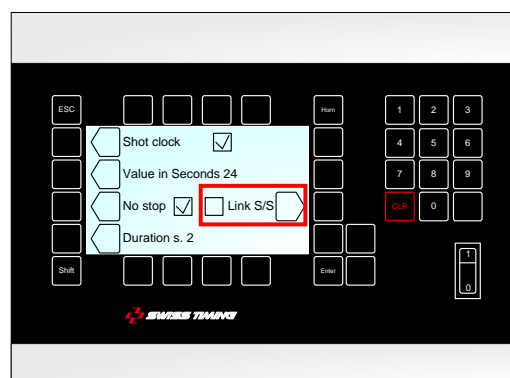 ESC
Horn
1 2 3
Shot clock
4 5 6
Value in Seconds 24
7 8 9
No stop
Link S/S
CLR 0
Duration s. 2
Shift
Enter
1
0
SWISS TIMING